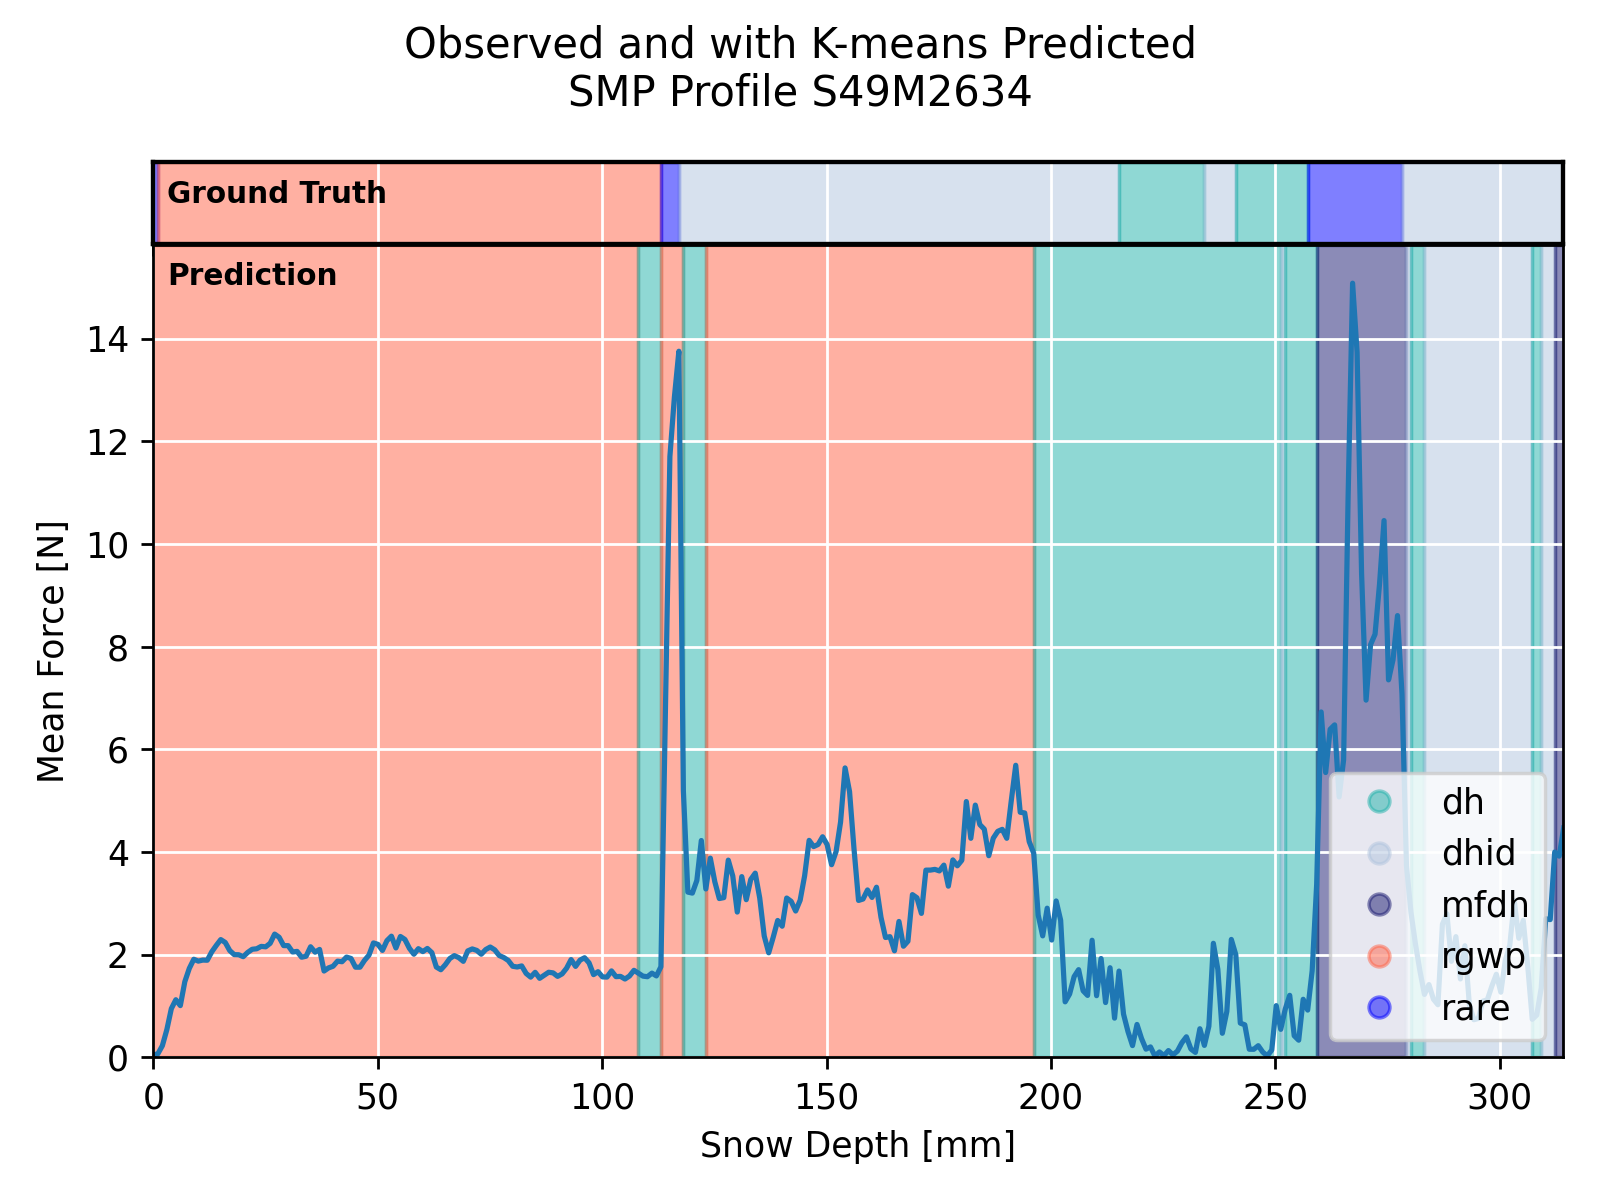 Observed and with K-means Predicted
SMP Profile S49M2634
Ground Truth
Prediction
14
12
10
8
6
4
2
0
Mean Force [N]
dh
dhid
mfdh
rgwp
rare
0 50 100 150 200 250 300
Snow Depth [mm]